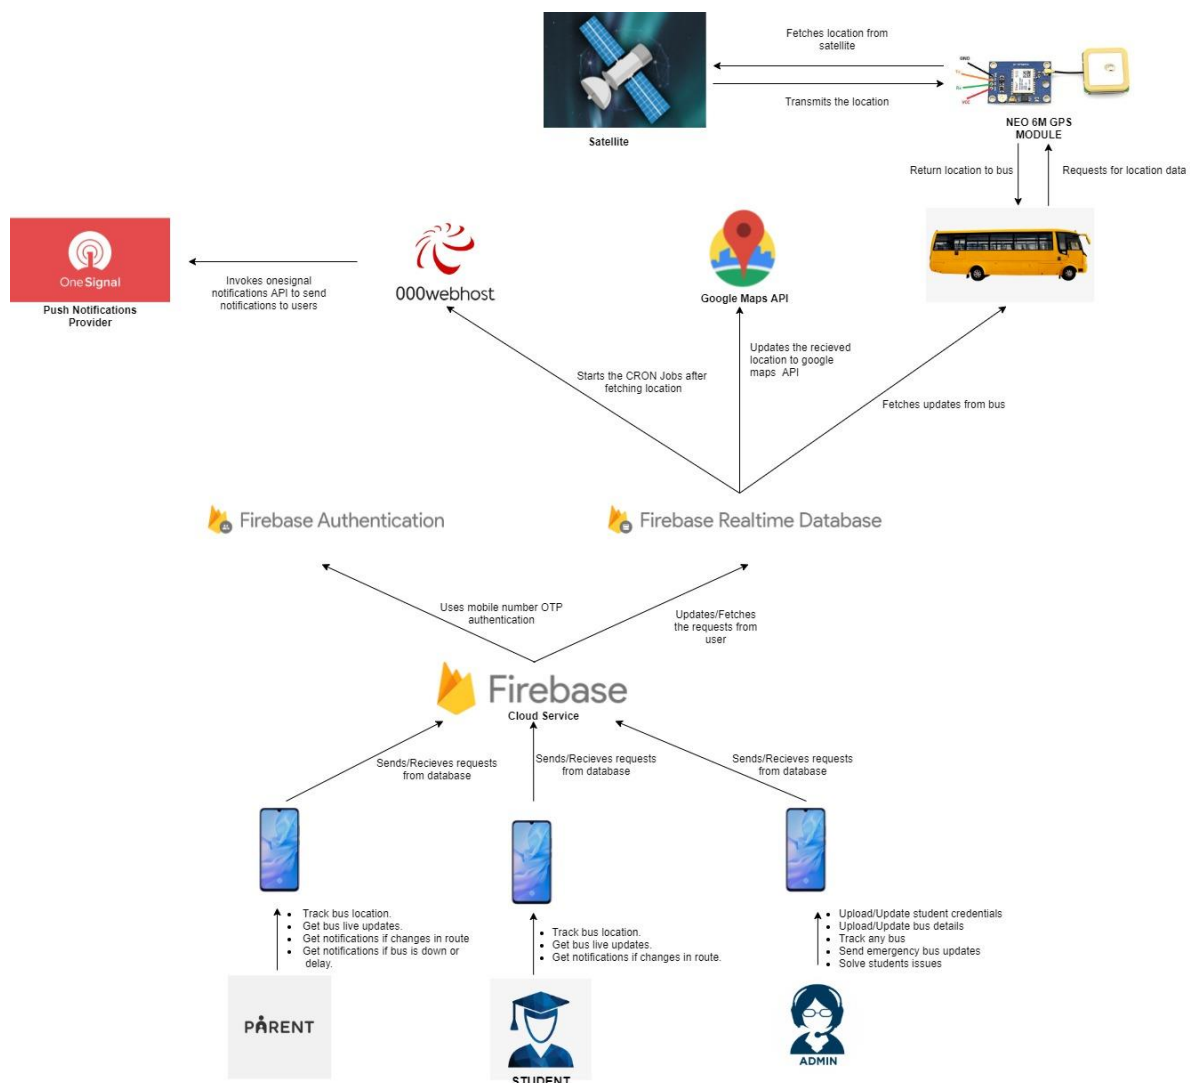 Fetches location from
satellite
Transmits the location
GND
VCC
NEO 6M GPS
MODULE
Satellite
Return location to bus
Requests for location data
OneSignal
Push Notifications
Provider
Invokes onesignal
notifications API to send
notifications to users
000webhost
Google Maps API
Starts the CRON Jobs after
fetching location
Updates the recieved
location to google
maps API
Fetches updates from bus
Firebase Authentication
Firebase Realtime Database
Uses mobile number OTP
authentication
Updates/Fetches
the requests from
user
Firebase
Cloud Service
Sends/Recieves requests
from database
Sends/Recieves requests
from database
Sends/Recieves requests
from database
• Track bus location.
• Get bus live updates.
• Get notifications if changes in route
• Get notifications if bus is down or
delay.
• Track bus location.
• Get bus live updates.
• Get notifications if changes in route.
• Upload/Update student credentials
• Upload/Update bus details
• Track any bus
• Send emergency bus updates
• Solve students issues
PARENT
STUDENT
ADMIN